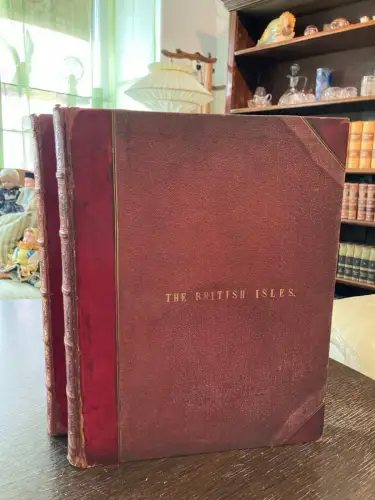 THE BRITISH ISLES.